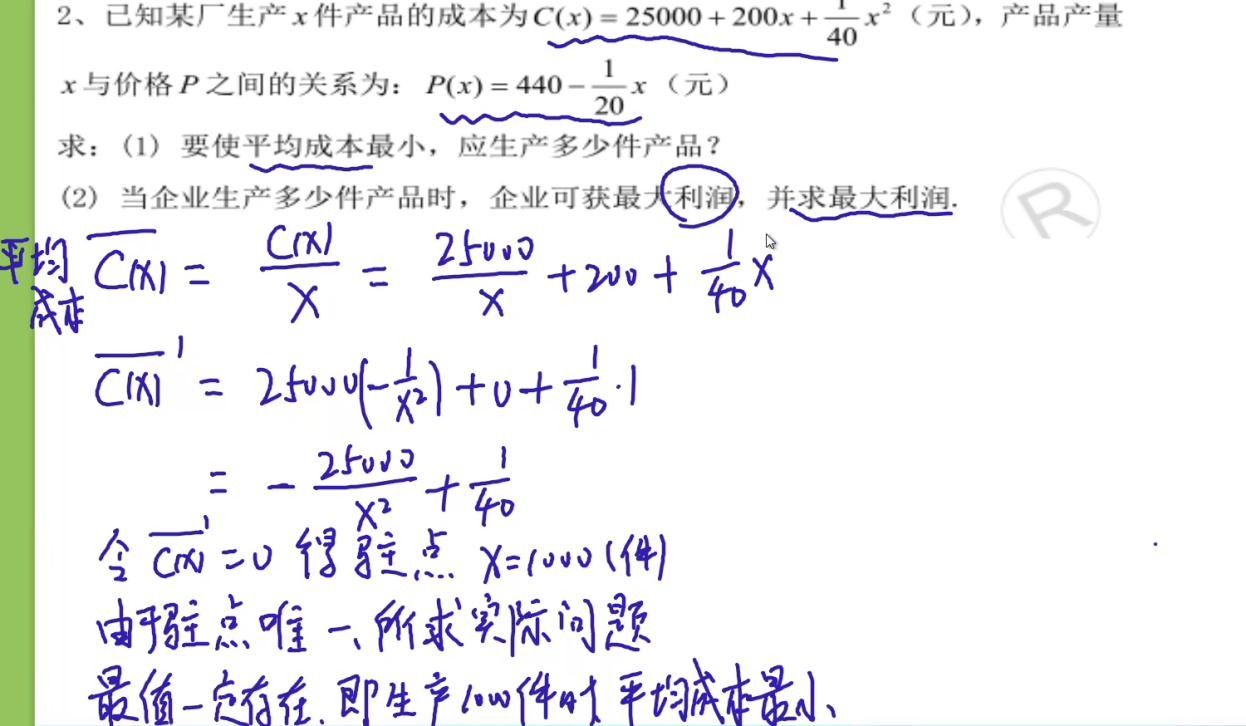 2、已知某厂生产 x 件产品的成本为 C(x) = 25000 + 200x + 1/40 x² （元），产品产量
x 与价格 P 之间的关系为： P(x) = 440 − 1/20 x （元）
求：(1) 要使平均成本最小，应生产多少件产品？
(2) 当企业生产多少件产品时，企业可获最大利润，并求最大利润.
R
平均成本 \overline{C(x)} = C(x)/x = 25000/x + 200 + 1/40 x
\overline{C(x)}' = 25000(-1/x²) + 0 + 1/40 · 1
= - 25000/x² + 1/40
令 \overline{C(x)}' = 0 得驻点 x = 1000 (件)
由于驻点唯一、所求实际问题
最值一定存在. 即生产1000件时 平均成本最小、